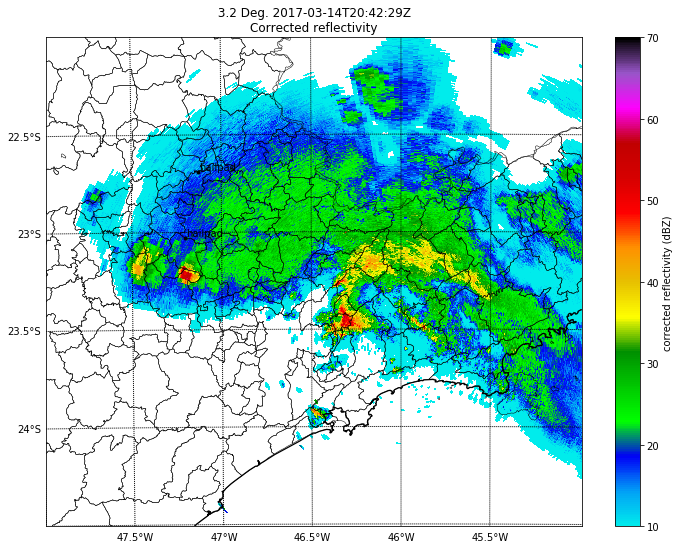 3.2 Deg. 2017-03-14T20:42:29Z
Corrected reflectivity
22.5°S
23°S
23.5°S
24°S
47.5°W
47°W
46.5°W
46°W
45.5°W
70
60
50
40
30
20
10
corrected reflectivity (dBZ)